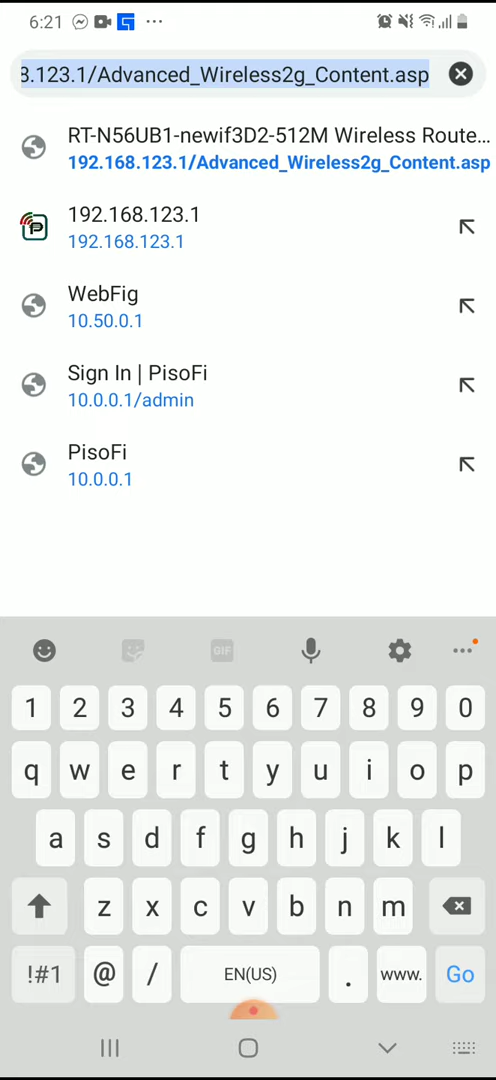 6:21
8.123.1/Advanced_Wireless2g_Content.asp
RT-N56UB1-newif3D2-512M Wireless Route...
192.168.123.1/Advanced_Wireless2g_Content.asp
192.168.123.1
192.168.123.1
WebFig
10.50.0.1
Sign In | PisoFi
10.0.0.1/admin
PisoFi
10.0.0.1
GIF
1 2 3 4 5 6 7 8 9 0
q w e r t y u i o p
a s d f g h j k l
z x c v b n m
!#1 @ / EN(US) . www. Go